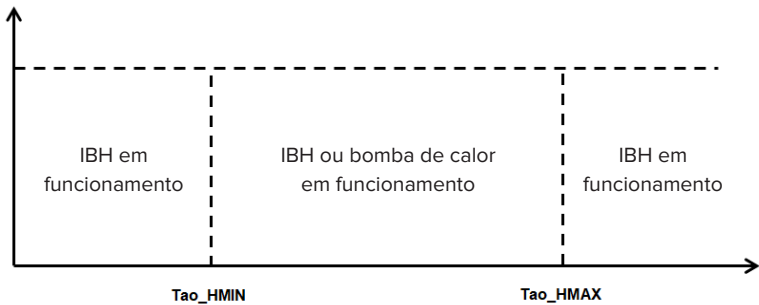 IBH em
funcionamento
IBH ou bomba de calor
em funcionamento
IBH em
funcionamento
Tao_HMIN
Tao_HMAX